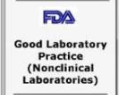 FDA
Good Laboratory
Practice
(Nonclinical
Laboratories)